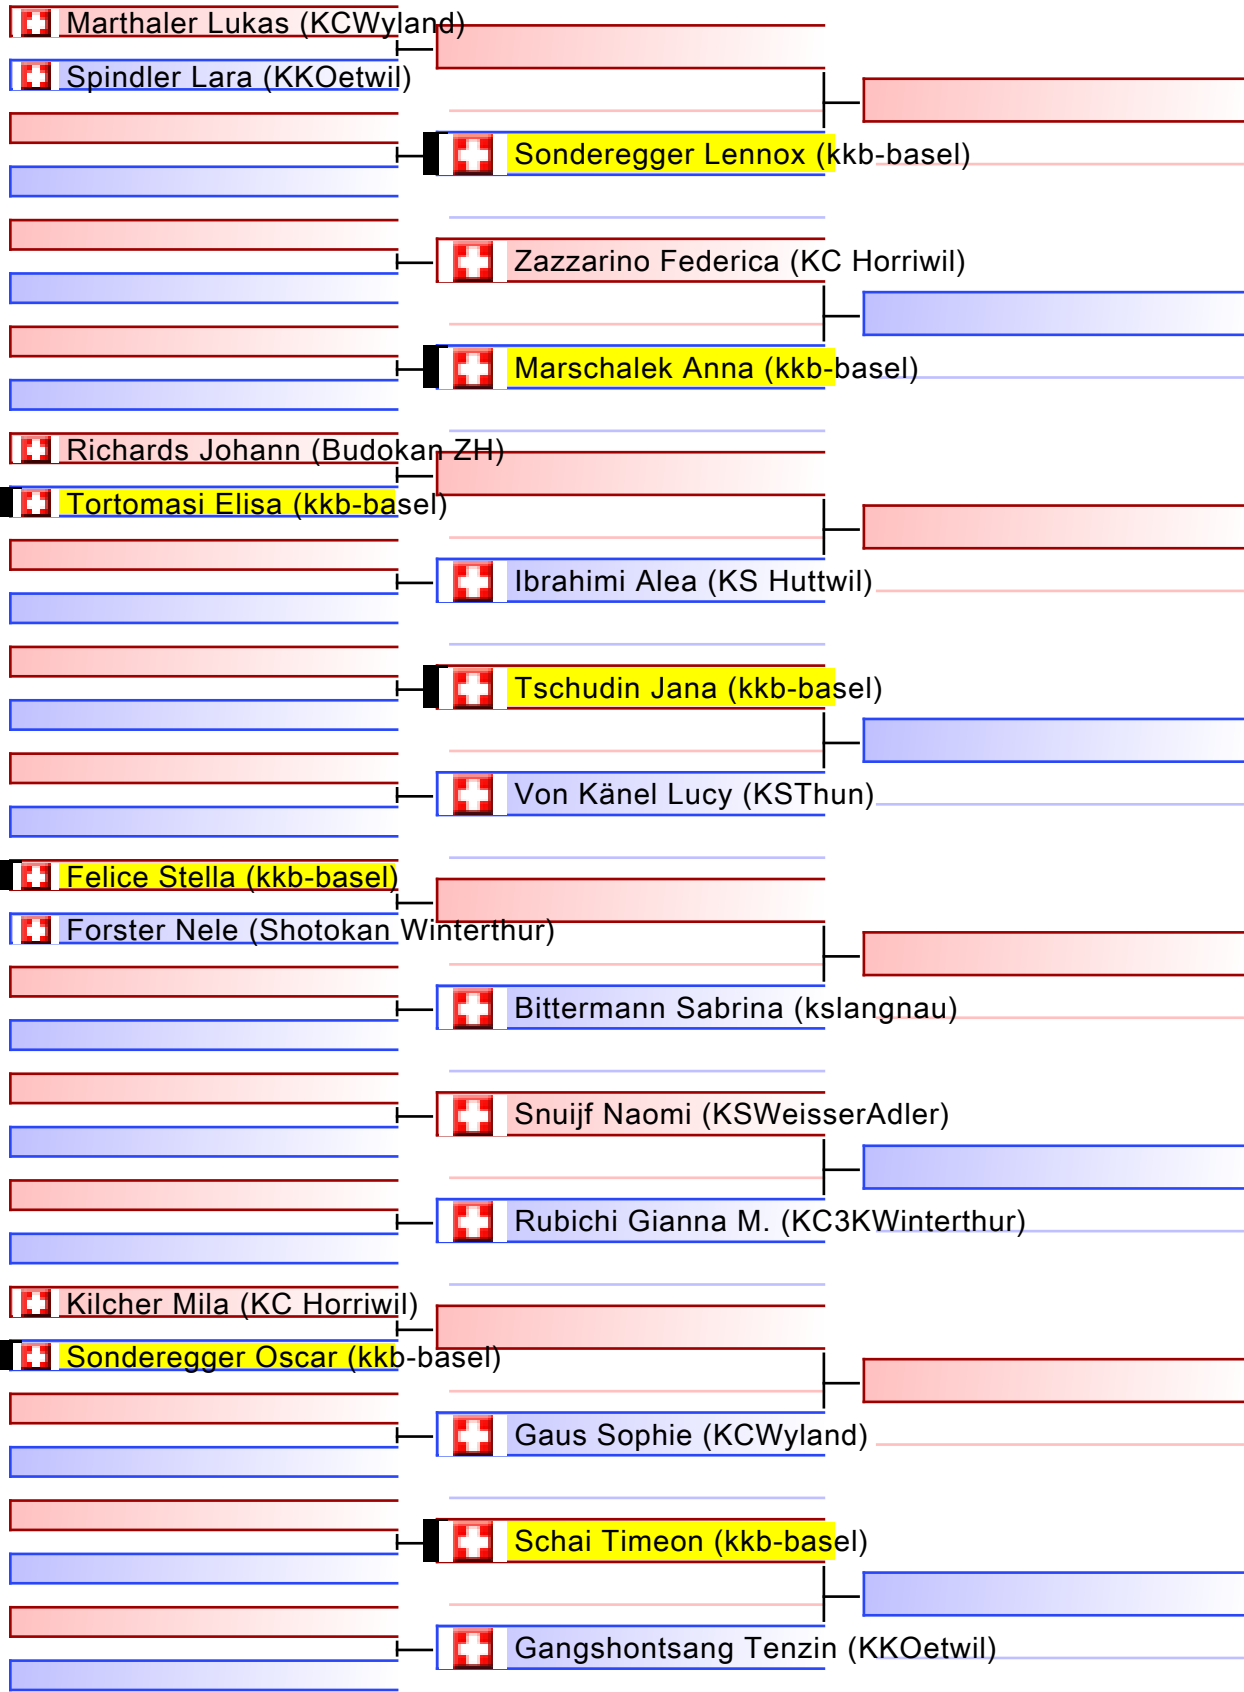 Marthaler Lukas (KCWyland)
Spindler Lara (KKOetwil)
Sonderegger Lennox (kkb-basel)
Zazzarino Federica (KC Horriwil)
Marschalek Anna (kkb-basel)
Richards Johann (Budokan ZH)
Tortomasi Elisa (kkb-basel)
Ibrahimi Alea (KS Huttwil)
Tschudin Jana (kkb-basel)
Von Känel Lucy (KSThun)
Felice Stella (kkb-basel)
Forster Nele (Shotokan Winterthur)
Bittermann Sabrina (kslangnau)
Snuijf Naomi (KSWeisserAdler)
Rubichi Gianna M. (KC3KWinterthur)
Kilcher Mila (KC Horriwil)
Sonderegger Oscar (kkb-basel)
Gaus Sophie (KCWyland)
Schai Timeon (kkb-basel)
Gangshontsang Tenzin (KKOetwil)